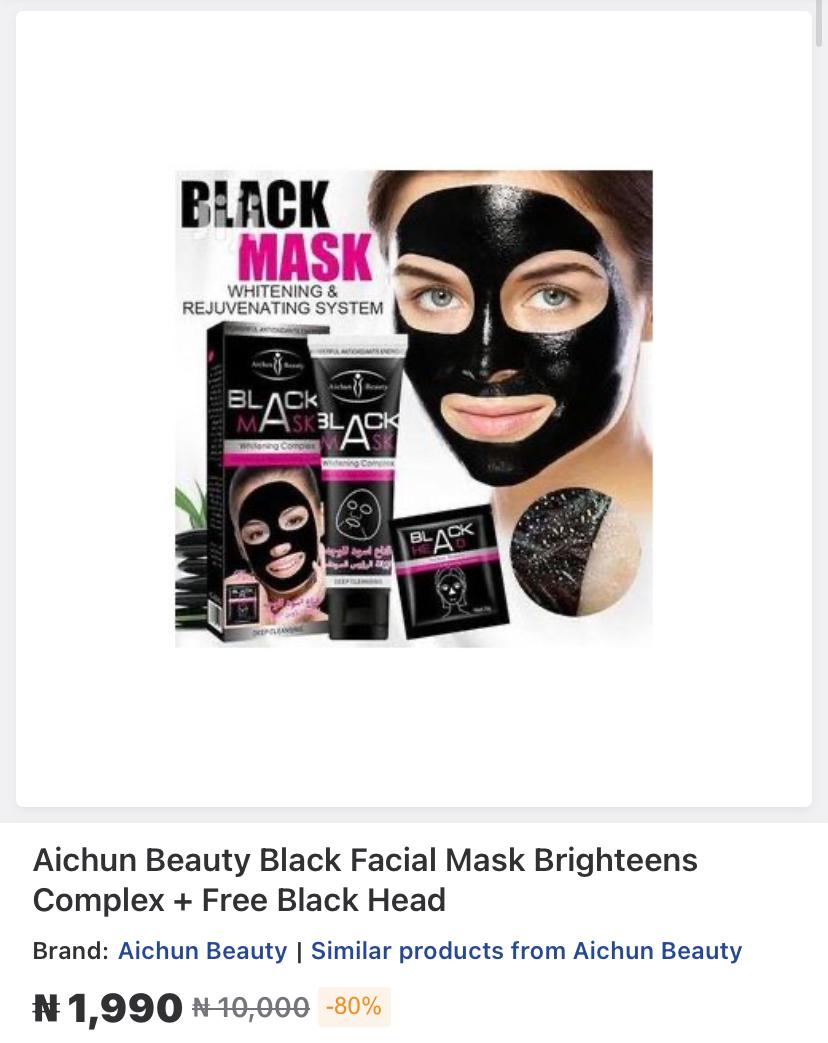 BLACK
MASK
WHITENING &
REJUVENATING SYSTEM
Aichun Beauty
BLACK
MASK
Whitening Complex
DEEP CLEANSING
Aichun Beauty
BLACK
MASK
Whitening Complex
DEEP CLEANSING
BLACK
HEAD
Aichun Beauty Black Facial Mask Brighteens
Complex + Free Black Head
Brand: Aichun Beauty | Similar products from Aichun Beauty
₦ 1,990 ₦ 10,000 -80%